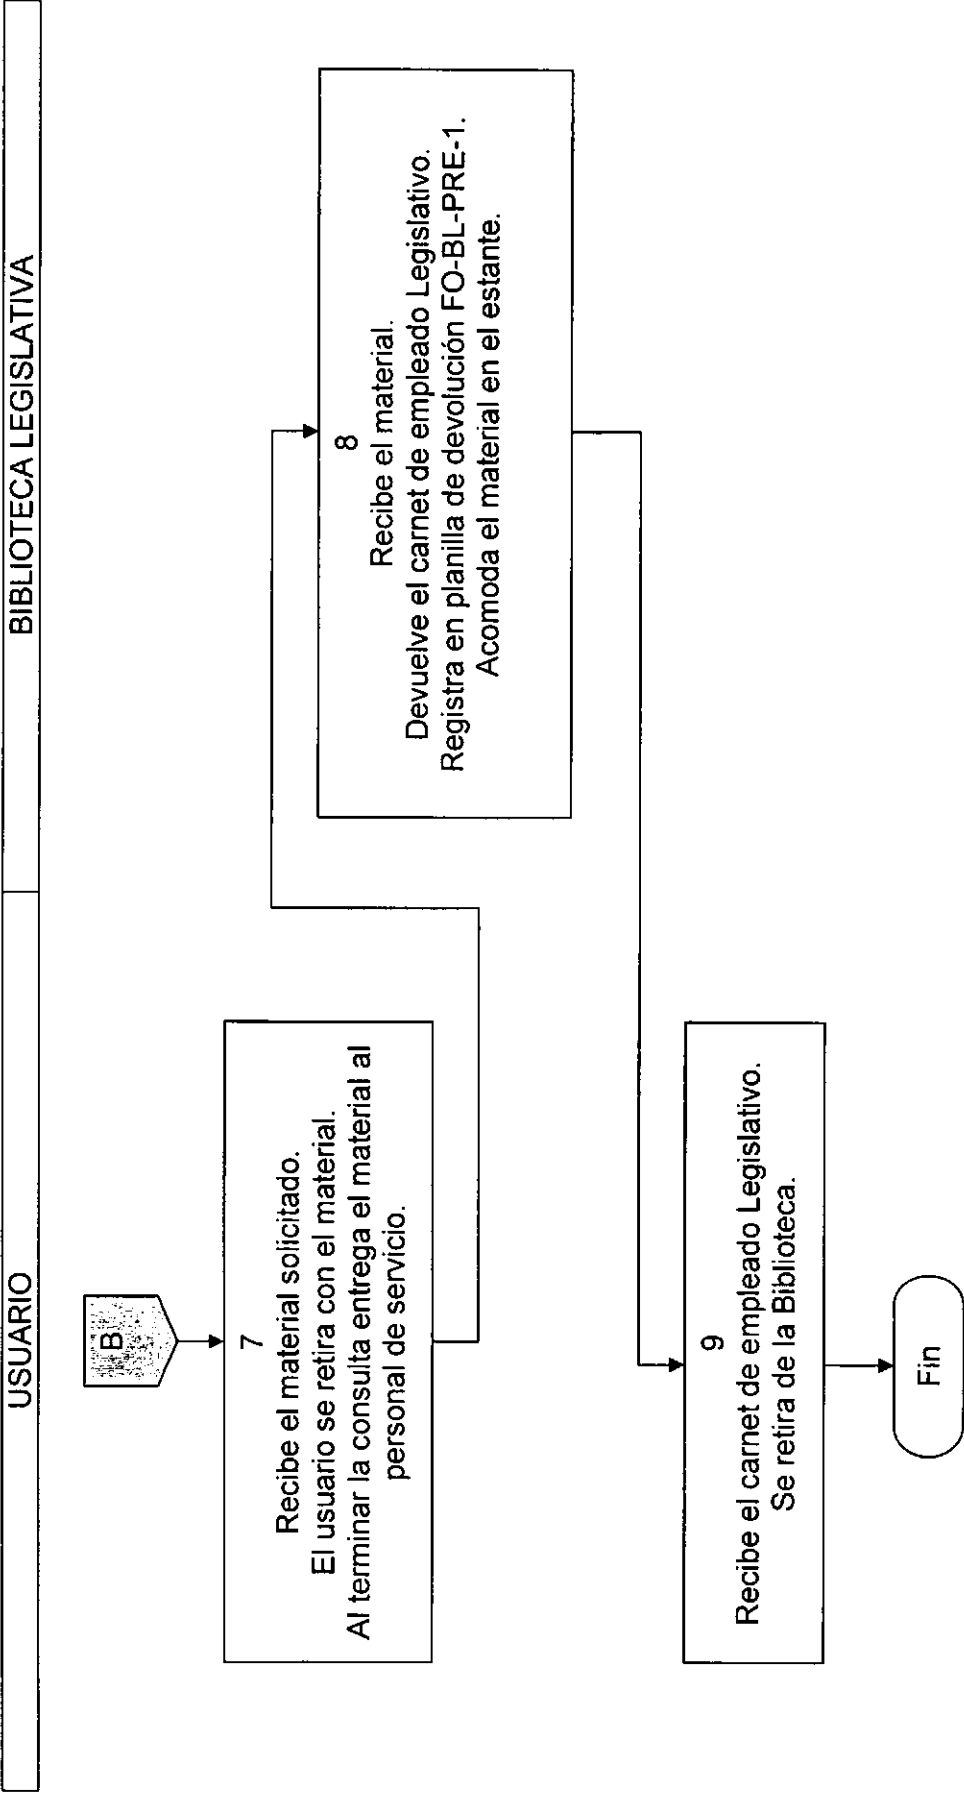 USUARIO
BIBLIOTECA LEGISLATIVA
B
7
Recibe el material solicitado.
El usuario se retira con el material.
Al terminar la consulta entrega el material al
personal de servicio.
8
Recibe el material.
Devuelve el carnet de empleado Legislativo.
Registra en planilla de devolución FO-BL-PRE-1.
Acomoda el material en el estante.
9
Recibe el carnet de empleado Legislativo.
Se retira de la Biblioteca.
Fin